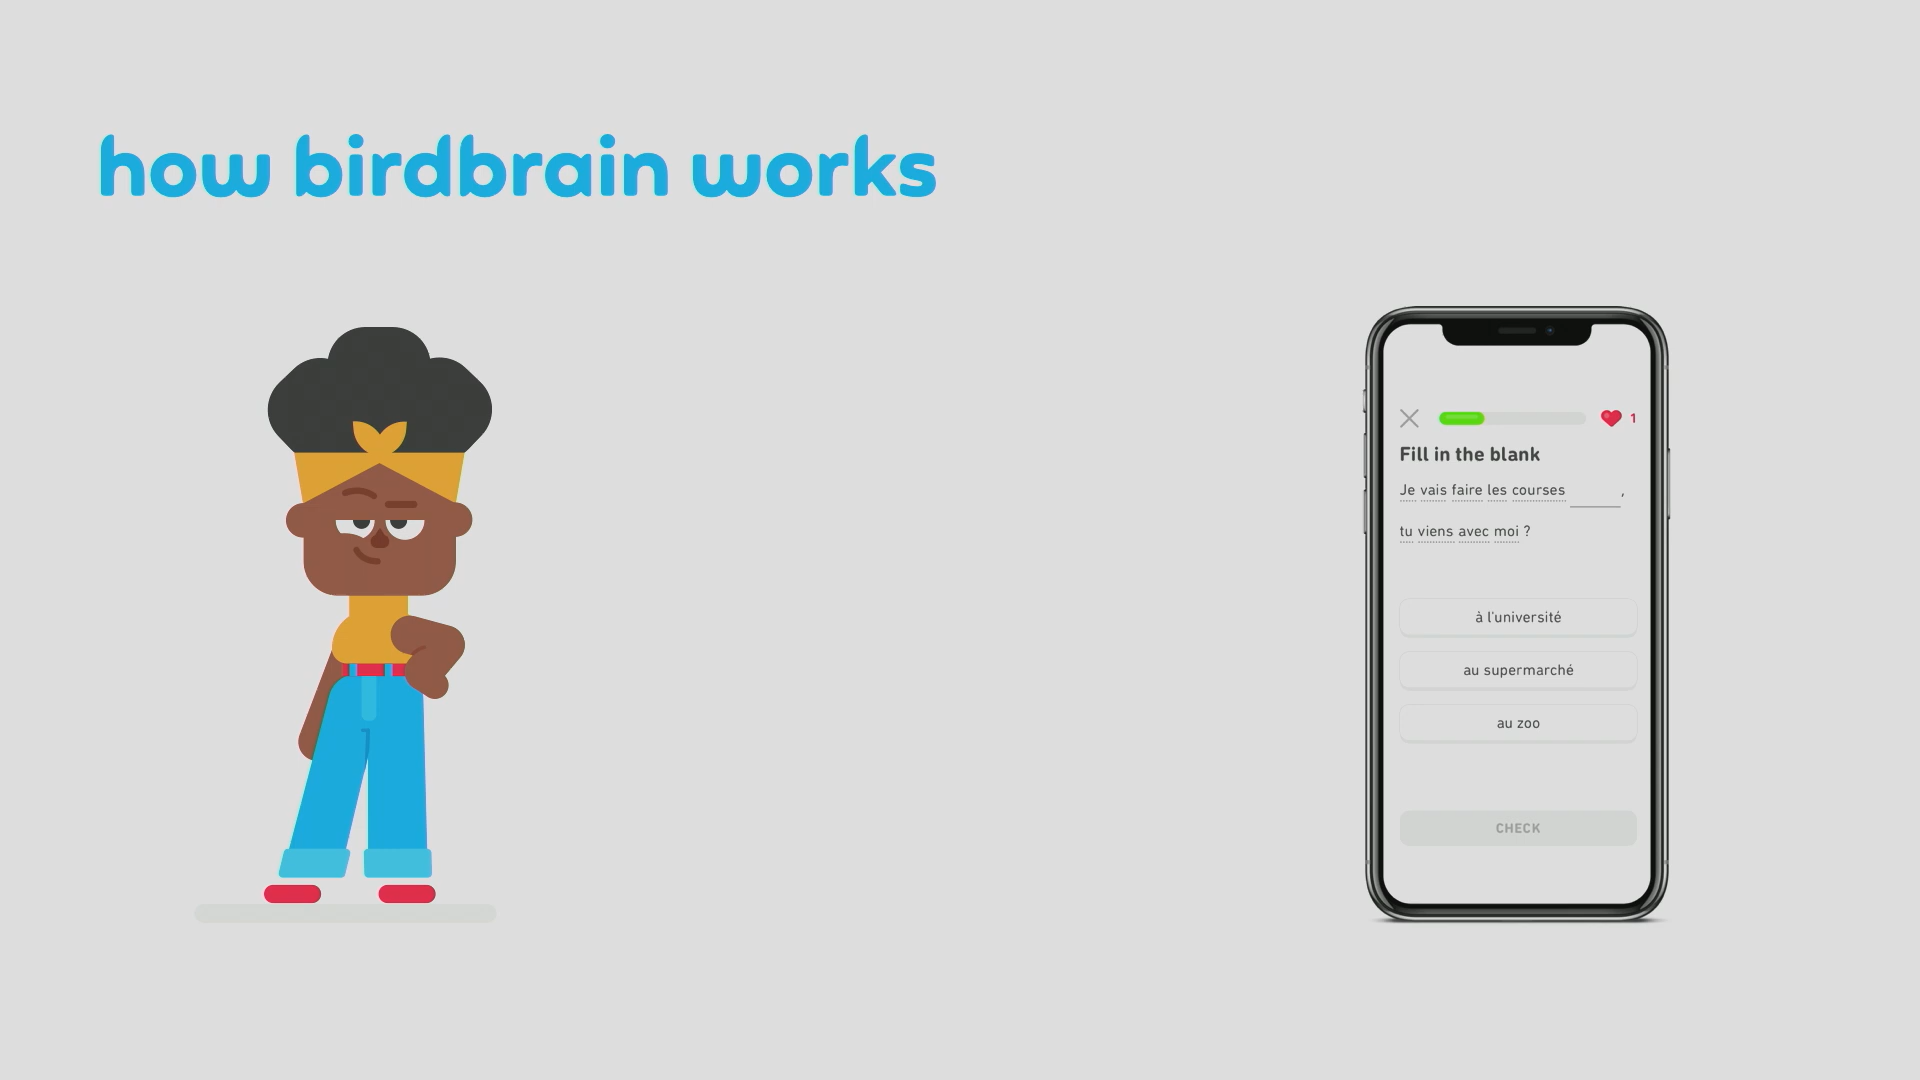 how birdbrain works
1
Fill in the blank
Je vais faire les courses ______,
tu viens avec moi ?
à l'université
au supermarché
au zoo
CHECK